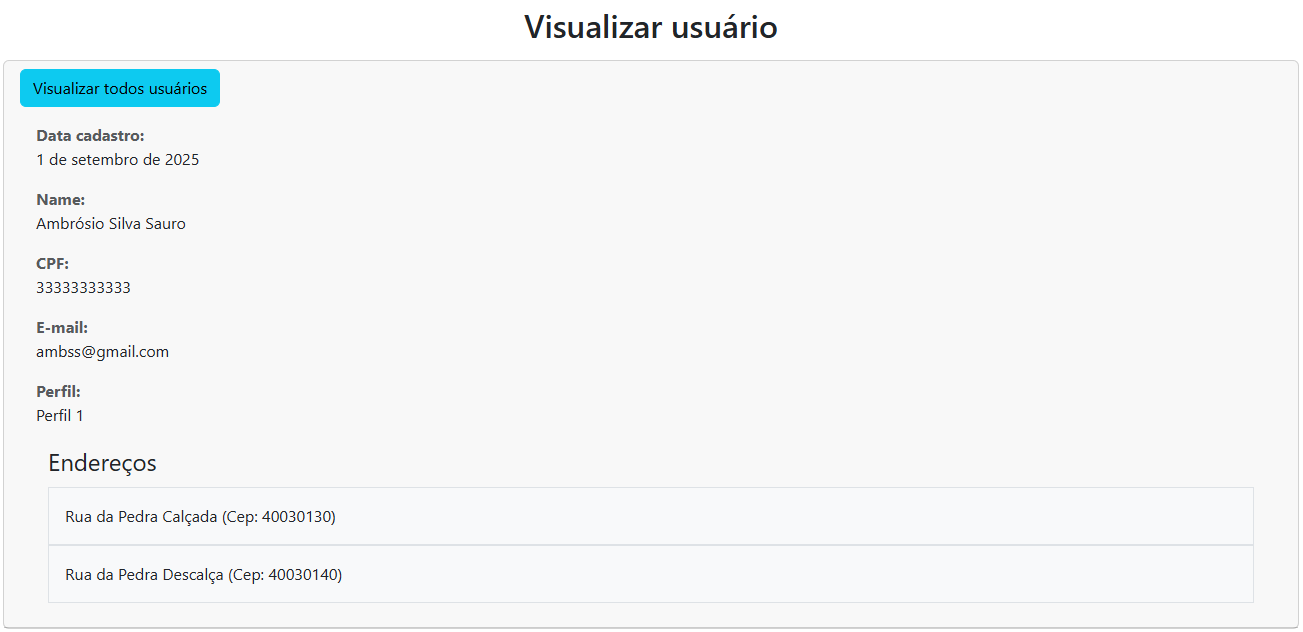 Visualizar usuário
Visualizar todos usuários
Data cadastro:
1 de setembro de 2025
Name:
Ambrósio Silva Sauro
CPF:
33333333333
E-mail:
ambss@gmail.com
Perfil:
Perfil 1
Endereços
Rua da Pedra Calçada (Cep: 40030130)
Rua da Pedra Descalça (Cep: 40030140)